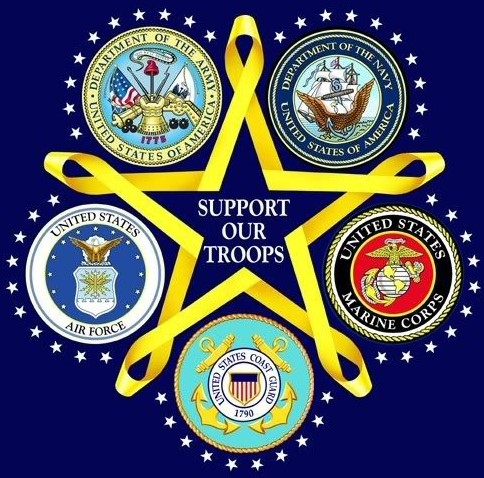 DEPARTMENT OF THE ARMY
1775
UNITED STATES OF AMERICA
DEPARTMENT OF THE NAVY
UNITED STATES OF AMERICA
SUPPORT
OUR
TROOPS
UNITED STATES
AIR FORCE
UNITED STATES
MARINE CORPS
UNITED STATES COAST GUARD
1790